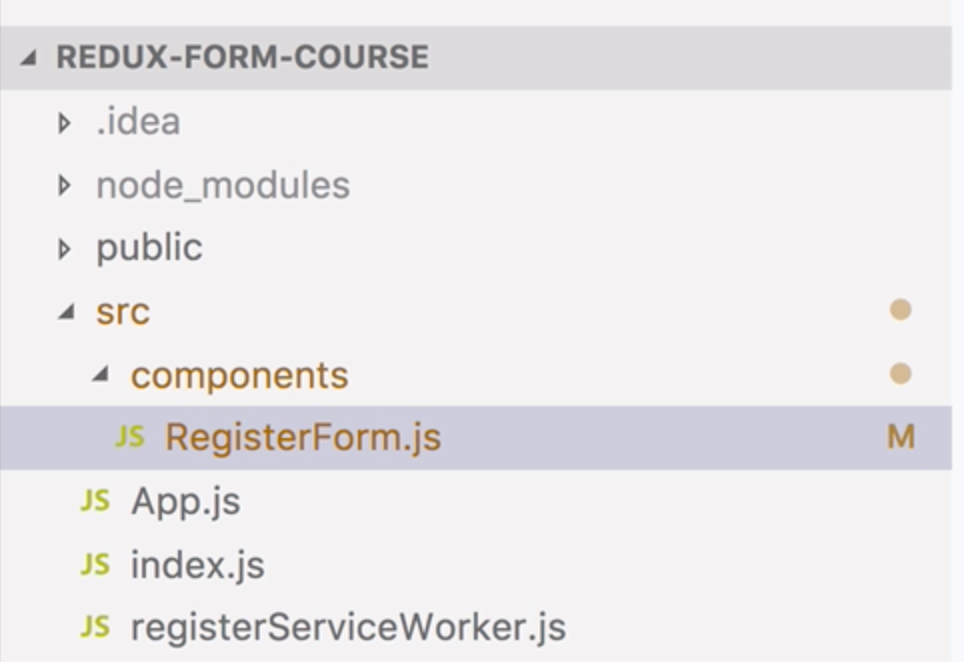 REDUX-FORM-COURSE
.idea
node_modules
public
src
components
JS RegisterForm.js M
JS App.js
JS index.js
JS registerServiceWorker.js